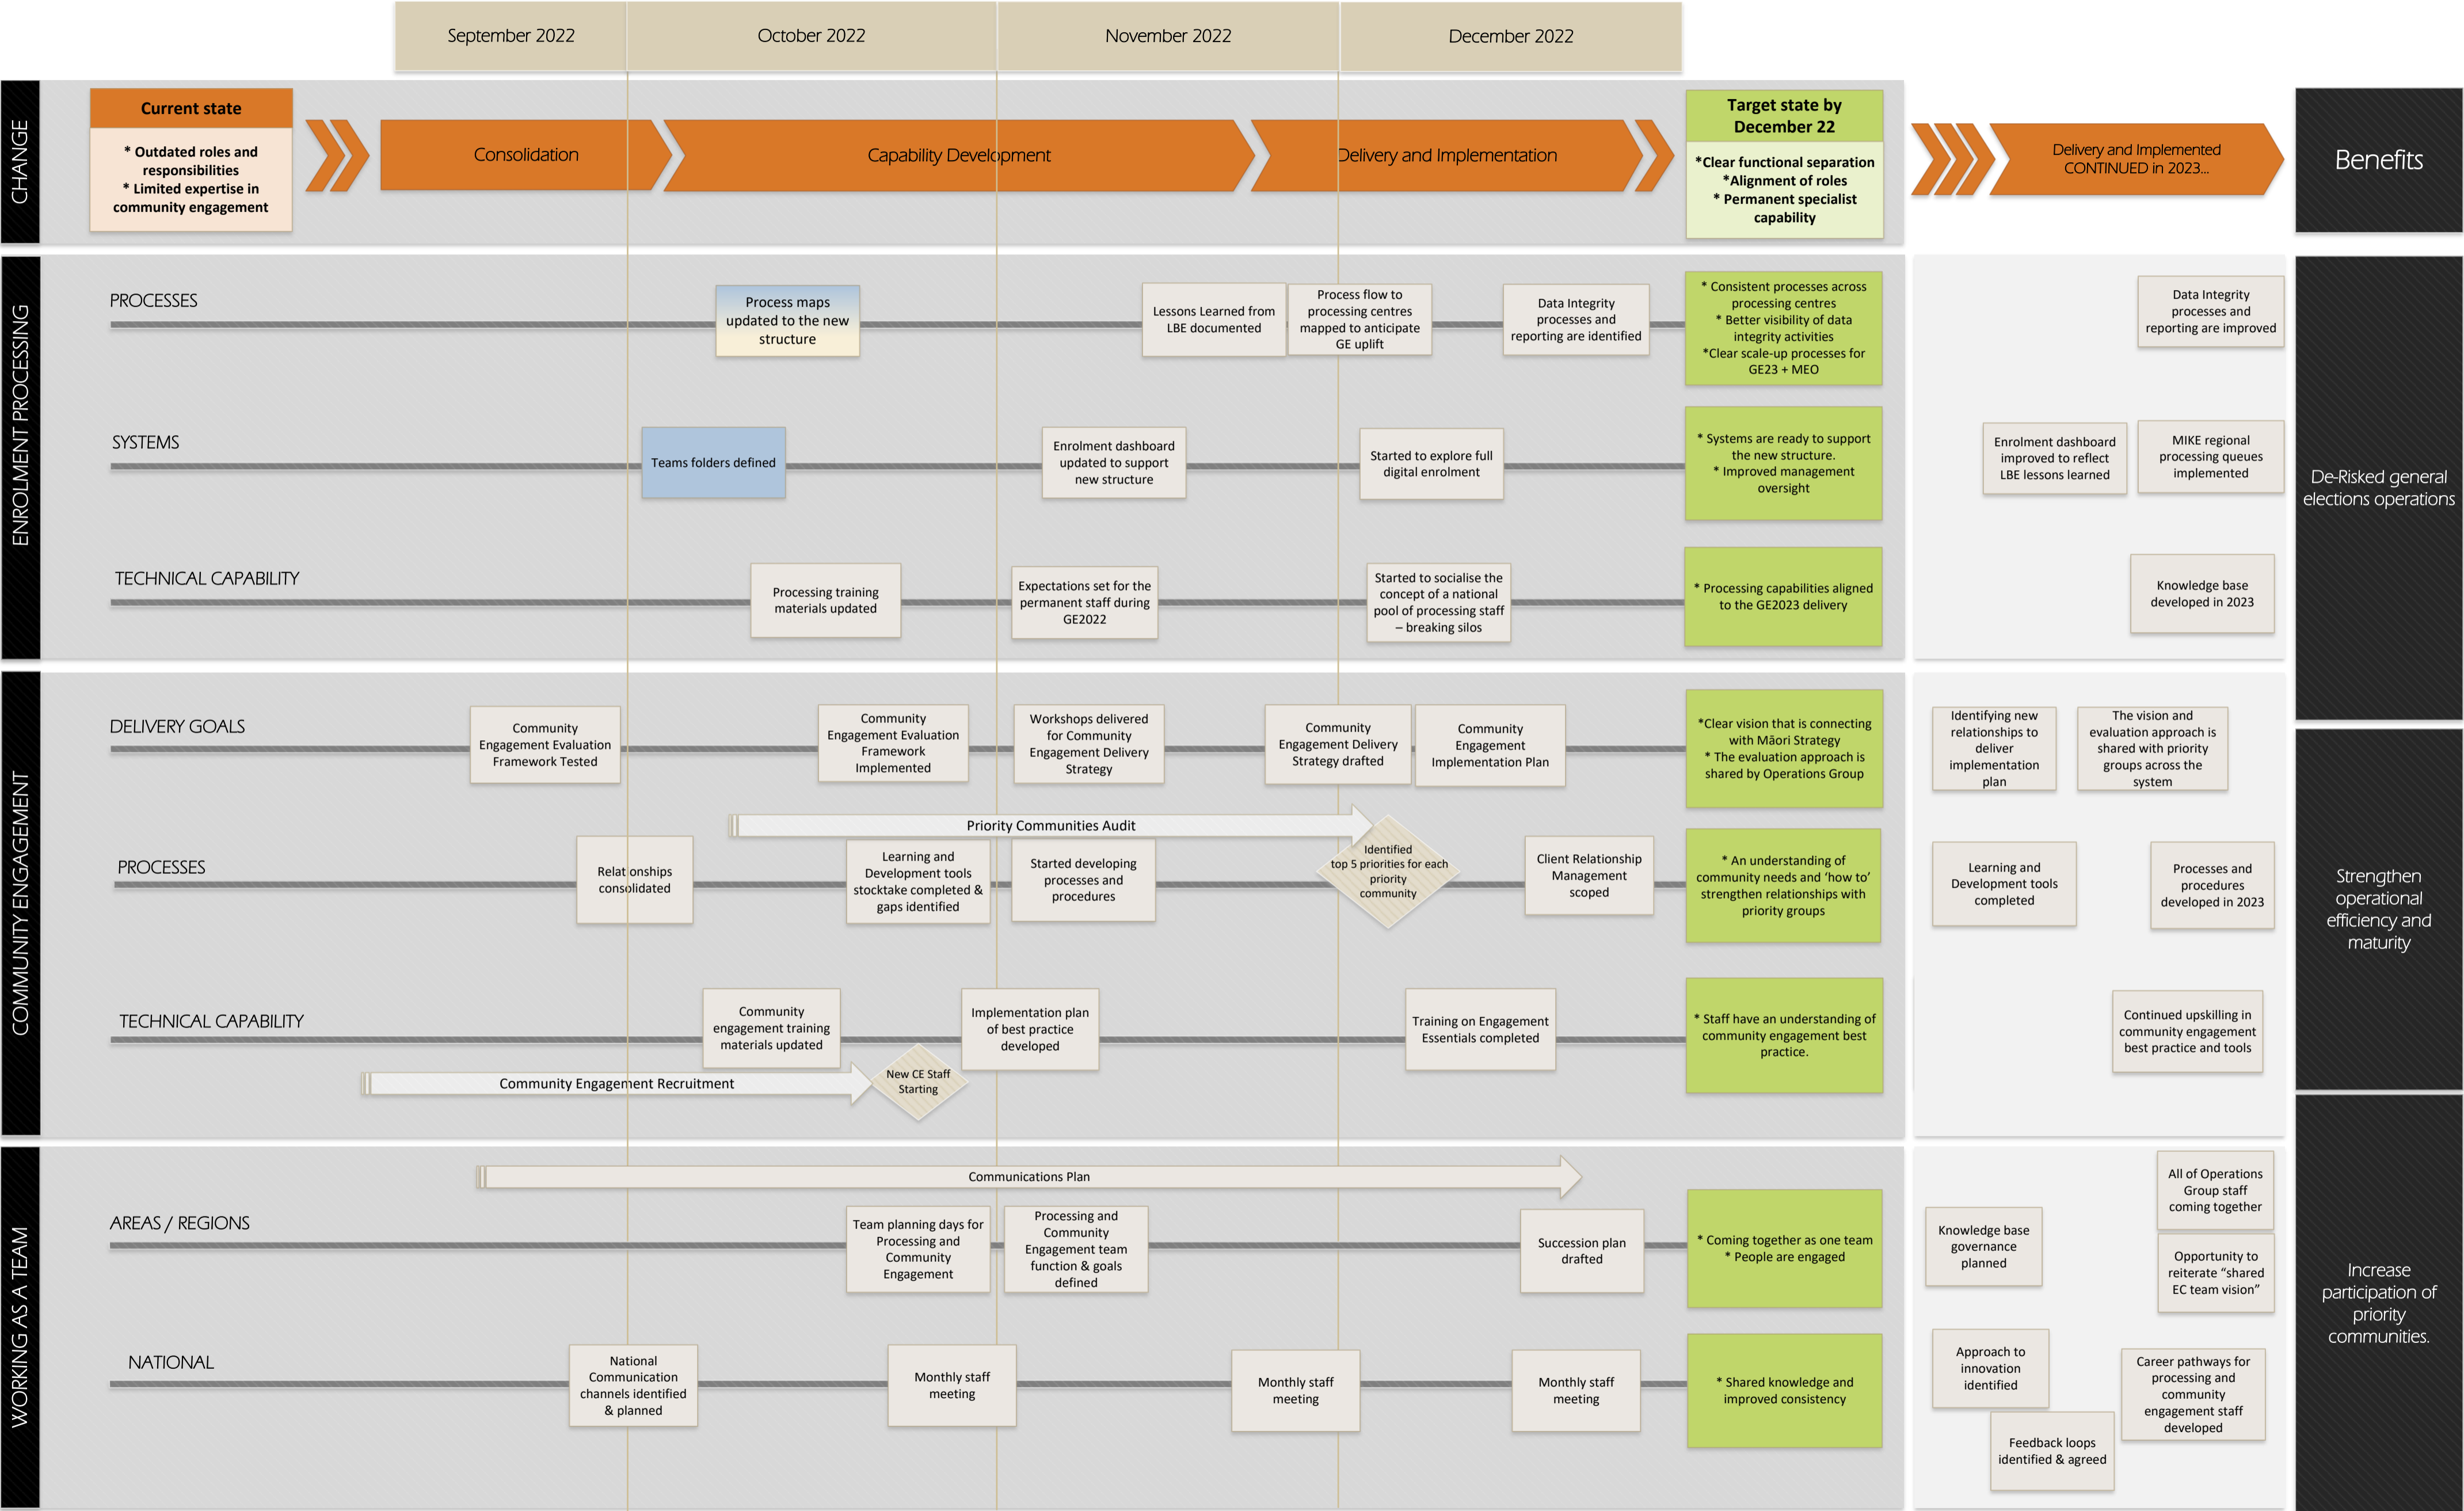 September 2022
October 2022
November 2022
December 2022
CHANGE
Current state
* Outdated roles and
responsibilities
* Limited expertise in
community engagement
Consolidation
Capability Development
Delivery and Implementation
Target state by
December 22
*Clear functional separation
*Alignment of roles
* Permanent specialist
capability
Delivery and Implemented
CONTINUED in 2023...
Benefits
ENROLMENT PROCESSING
PROCESSES
Process maps
updated to the new
structure
Lessons Learned from
LBE documented
Process flow to
processing centres
mapped to anticipate
GE uplift
Data Integrity
processes and
reporting are identified
* Consistent processes across
processing centres
* Better visibility of data
integrity activities
*Clear scale-up processes for
GE23 + MEO
Data Integrity
processes and
reporting are improved
SYSTEMS
Teams folders defined
Enrolment dashboard
updated to support
new structure
Started to explore full
digital enrolment
* Systems are ready to support
the new structure.
* Improved management
oversight
Enrolment dashboard
improved to reflect
LBE lessons learned
MIKE regional
processing queues
implemented
De-Risked general
elections operations
TECHNICAL CAPABILITY
Processing training
materials updated
Expectations set for the
permanent staff during
GE2022
Started to socialise the
concept of a national
pool of processing staff
– breaking silos
* Processing capabilities aligned
to the GE2023 delivery
Knowledge base
developed in 2023
COMMUNITY ENGAGEMENT
DELIVERY GOALS
Community
Engagement Evaluation
Framework Tested
Community
Engagement Evaluation
Framework
Implemented
Workshops delivered
for Community
Engagement Delivery
Strategy
Community
Engagement Delivery
Strategy drafted
Community
Engagement
Implementation Plan
*Clear vision that is connecting
with Māori Strategy
* The evaluation approach is
shared by Operations Group
Identifying new
relationships to
deliver
implementation
plan
The vision and
evaluation approach is
shared with priority
groups across the
system
Priority Communities Audit
PROCESSES
Relationships
consolidated
Learning and
Development tools
stocktake completed &
gaps identified
Started developing
processes and
procedures
Identified
top 5 priorities for each
priority
community
Client Relationship
Management
scoped
* An understanding of
community needs and ‘how to’
strengthen relationships with
priority groups
Learning and
Development tools
completed
Processes and
procedures
developed in 2023
Strengthen
operational
efficiency and
maturity
TECHNICAL CAPABILITY
Community
engagement training
materials updated
Implementation plan
of best practice
developed
Training on Engagement
Essentials completed
* Staff have an understanding of
community engagement best
practice.
Continued upskilling in
community engagement
best practice and tools
Community Engagement Recruitment
New CE Staff
Starting
WORKING AS A TEAM
Communications Plan
AREAS / REGIONS
Team planning days for
Processing and
Community
Engagement
Processing and
Community
Engagement team
function & goals
defined
Succession plan
drafted
* Coming together as one team
* People are engaged
Knowledge base
governance
planned
All of Operations
Group staff
coming together
Opportunity to
reiterate “shared
EC team vision”
Increase
participation of
priority
communities.
NATIONAL
National
Communication
channels identified
& planned
Monthly staff
meeting
Monthly staff
meeting
Monthly staff
meeting
* Shared knowledge and
improved consistency
Approach to
innovation
identified
Career pathways for
processing and
community
engagement staff
developed
Feedback loops
identified & agreed